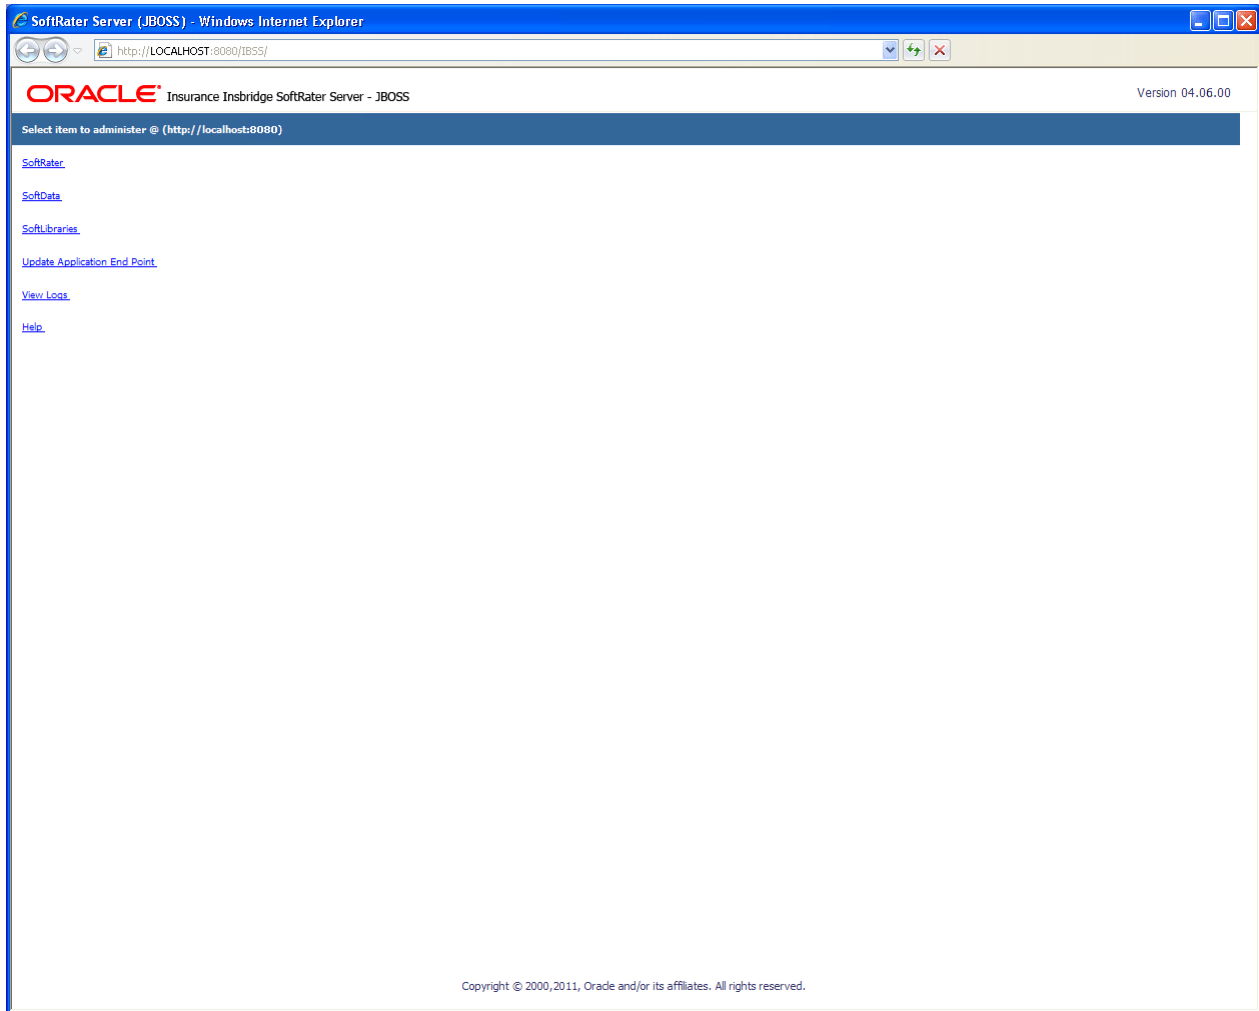 SoftRater Server (JBOSS) - Windows Internet Explorer
http://LOCALHOST:8080/IBSS/
ORACLE® Insurance Insbridge SoftRater Server - JBOSS
Version 04.06.00
Select item to administer @ (http://localhost:8080)
SoftRater
SoftData
SoftLibraries
Update Application End Point
View Logs
Help
Copyright © 2000,2011, Oracle and/or its affiliates. All rights reserved.